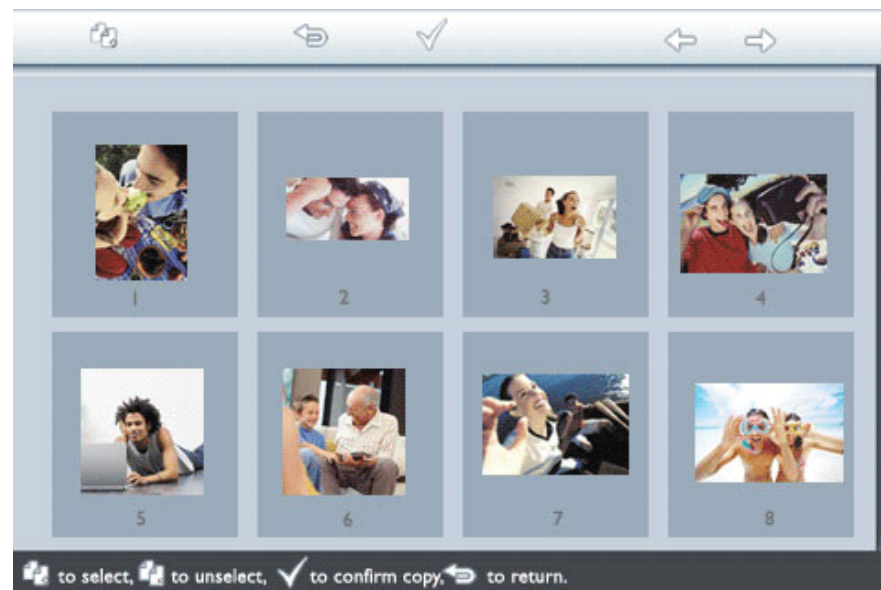 1 2 3 4
5 6 7 8
to select, to unselect, to confirm copy, to return.